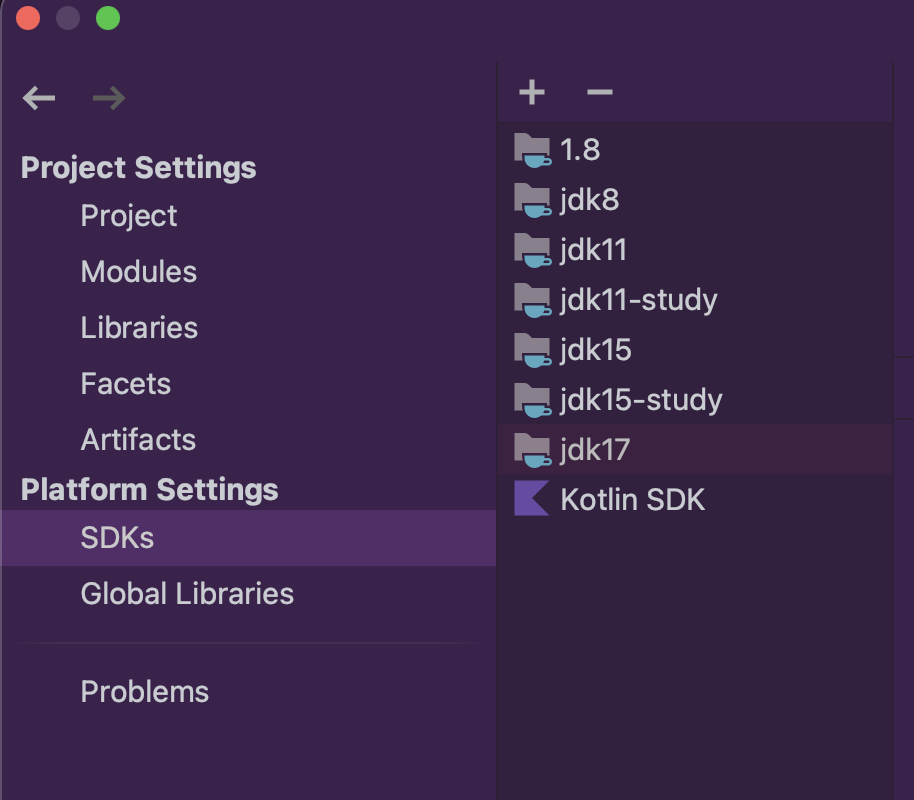 Project Settings
Project
Modules
Libraries
Facets
Artifacts
Platform Settings
SDKs
Global Libraries
Problems
1.8
jdk8
jdk11
jdk11-study
jdk15
jdk15-study
jdk17
Kotlin SDK